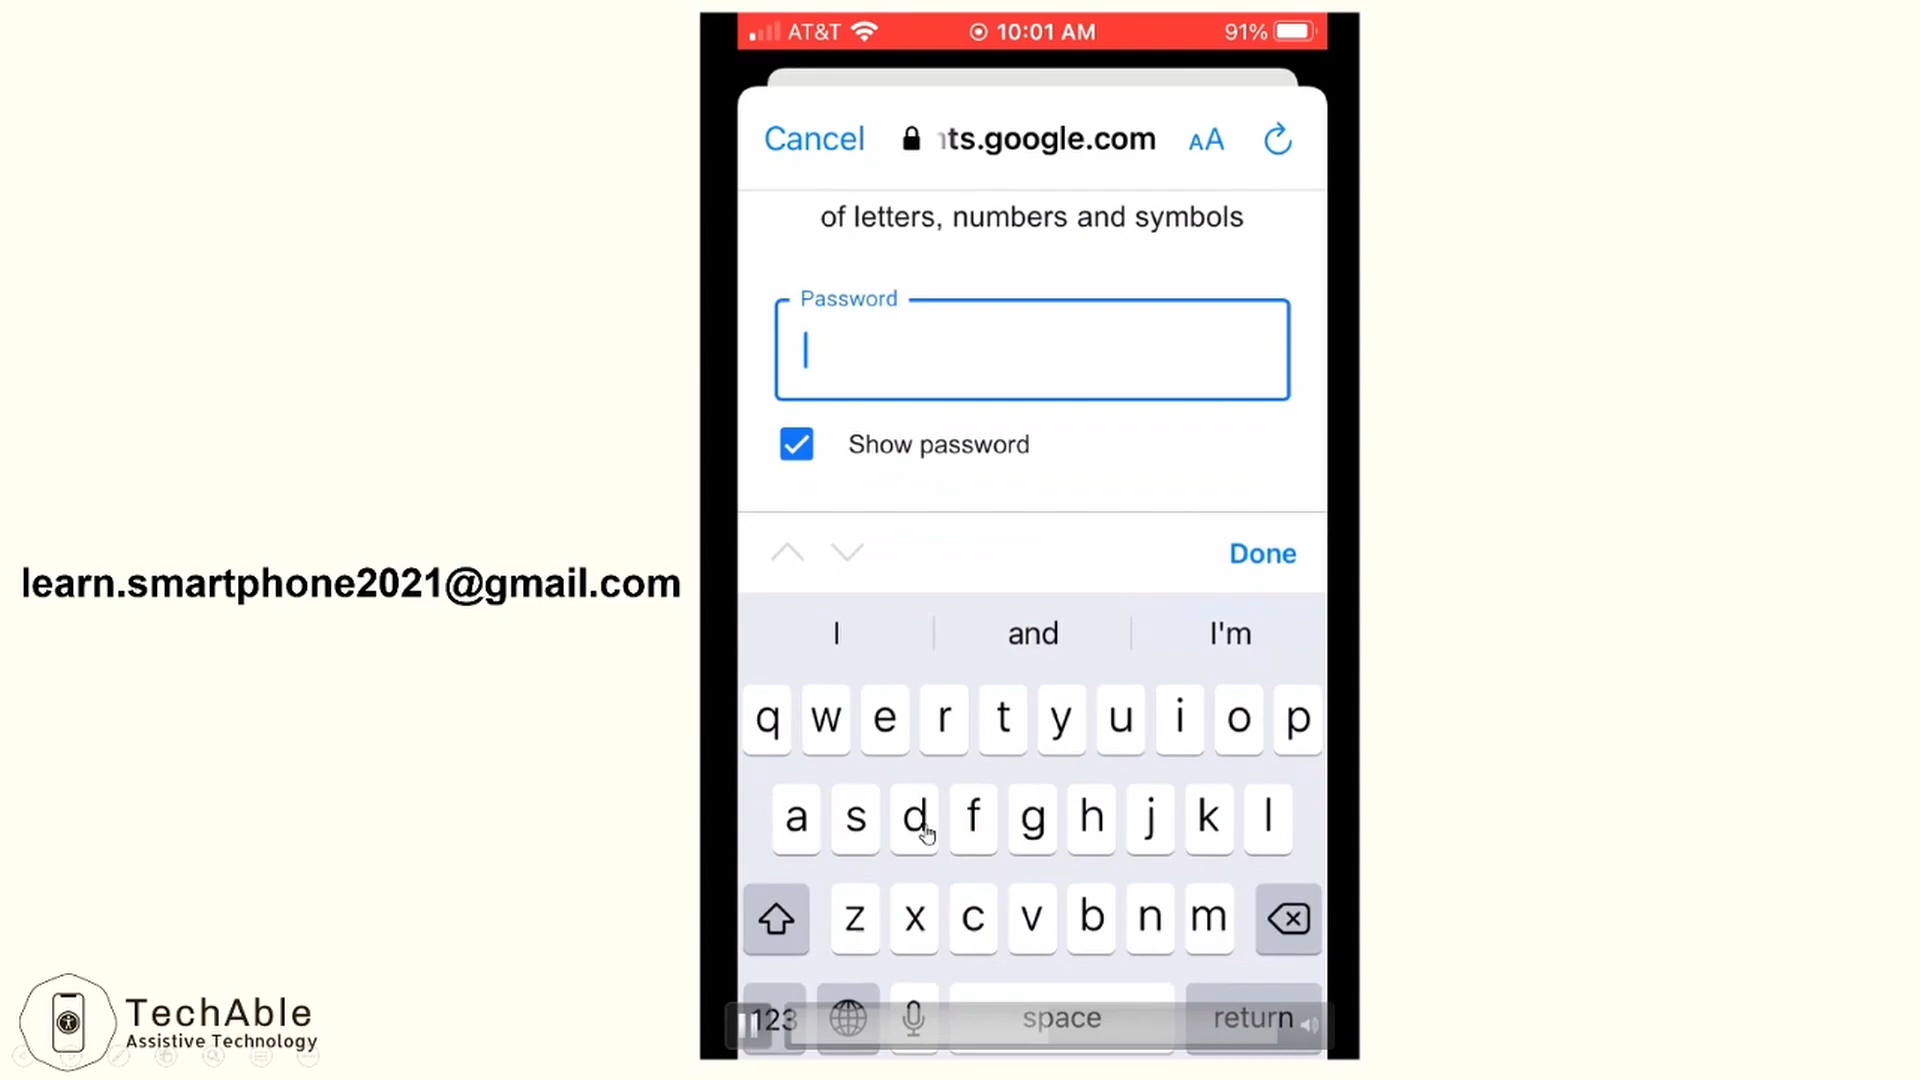 AT&T 10:01 AM 91%
Cancel ts.google.com AA
of letters, numbers and symbols
Password
Show password
Done
learn.smartphone2021@gmail.com
I and I'm
q w e r t y u i o p
a s d f g h j k l
z x c v b n m
123 space return
TechAble
Assistive Technology